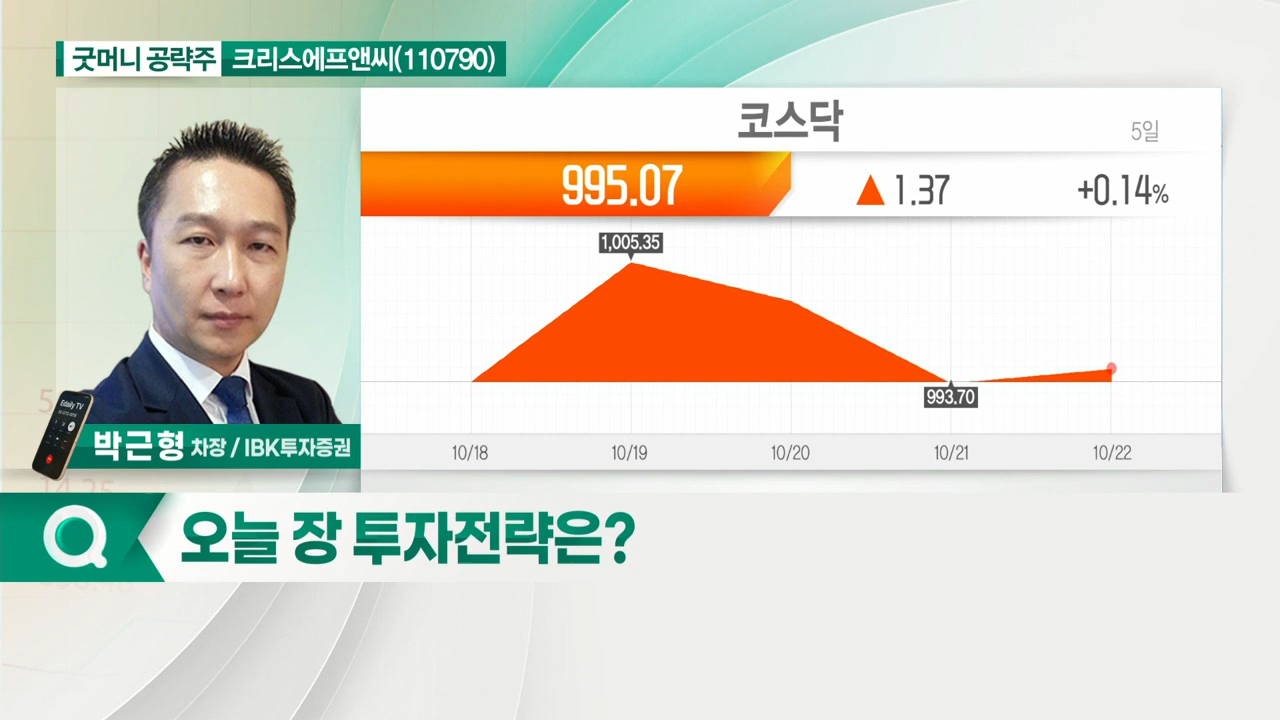 굿머니 공략주 크리스에프앤씨(110790)
코스닥
5일
995.07 ▲ 1.37 +0.14%
1,005.35
993.70
10/18 10/19 10/20 10/21 10/22
Edaily TV
박근형 차장 / IBK투자증권
Q 오늘 장 투자전략은?